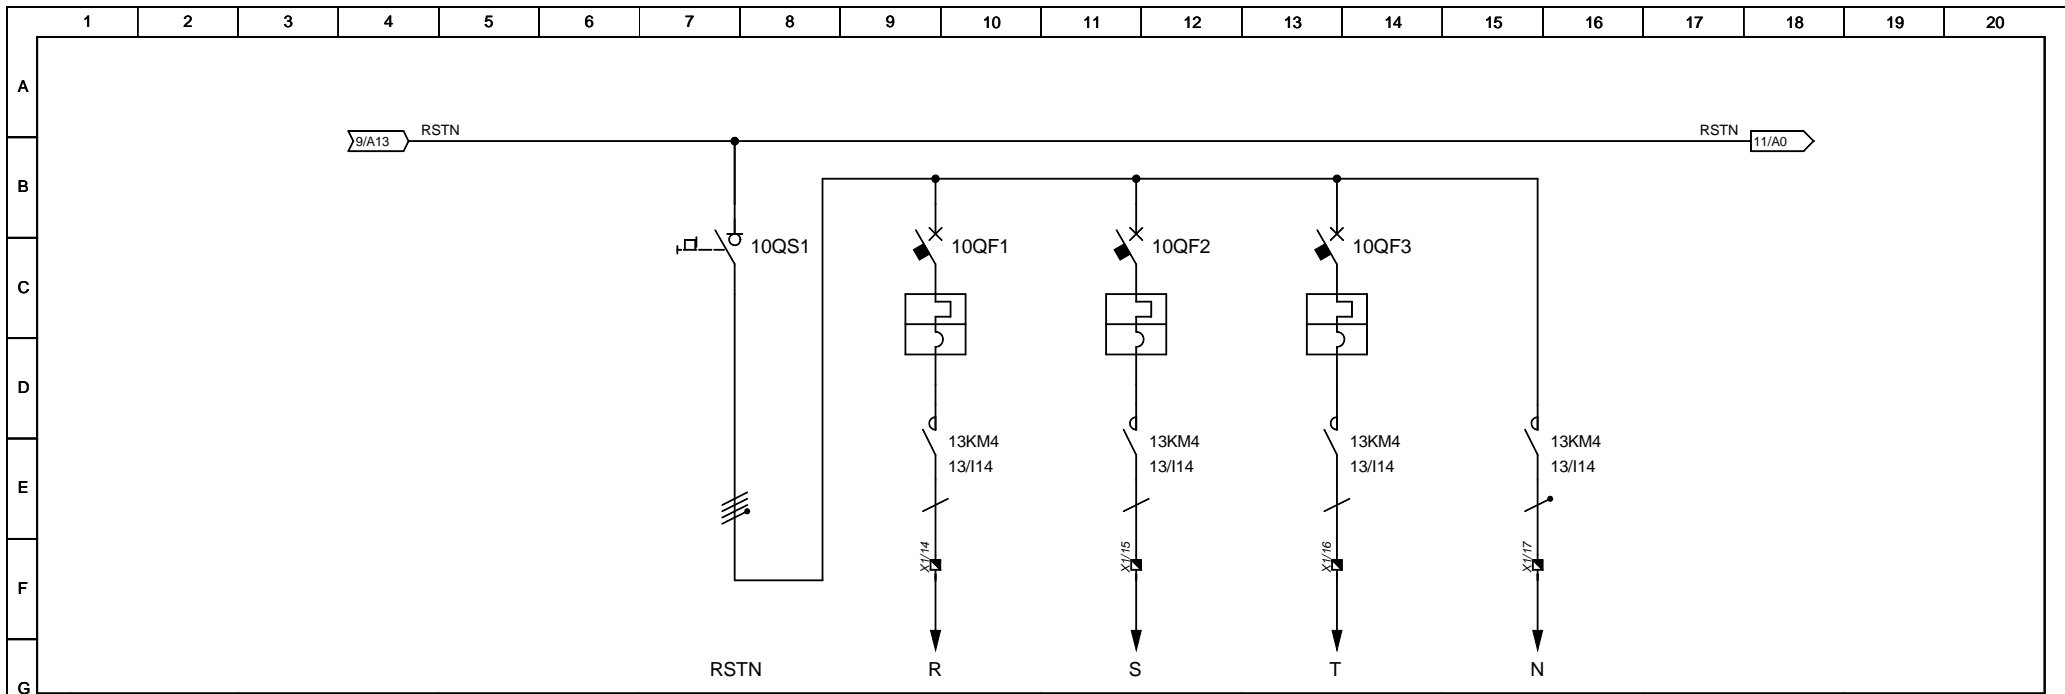 1 2 3 4 5 6 7 8 9 10 11 12 13 14 15 16 17 18 19 20
A
9/A13 RSTN RSTN 11/A0
B
10QS1 10QF1 10QF2 10QF3
C
D
13KM4 13KM4 13KM4 13KM4
13/I14 13/I14 13/I14 13/I14
E
X1/14 X1/15 X1/16 X1/17
F
RSTN R S T N
G